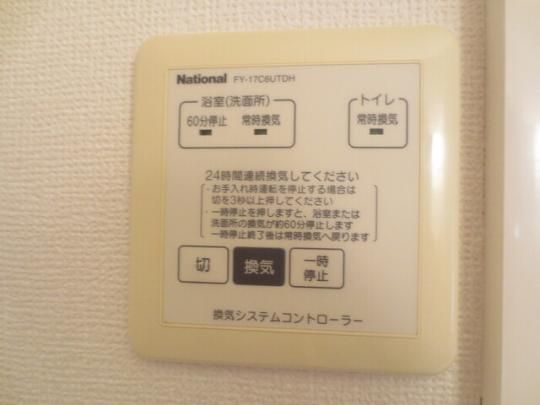 National FY-17C6UTDH
浴室(洗面所)
トイレ
60分停止 常時換気
常時換気
24時間連続換気してください
・お手入れ時運転を停止する場合は
切を3秒以上押してください
・一時停止を押しますと、浴室または
洗面所の換気が約60分停止します
一時停止終了後は常時換気へ戻ります
切
換気
一時
停止
換気システムコントローラー